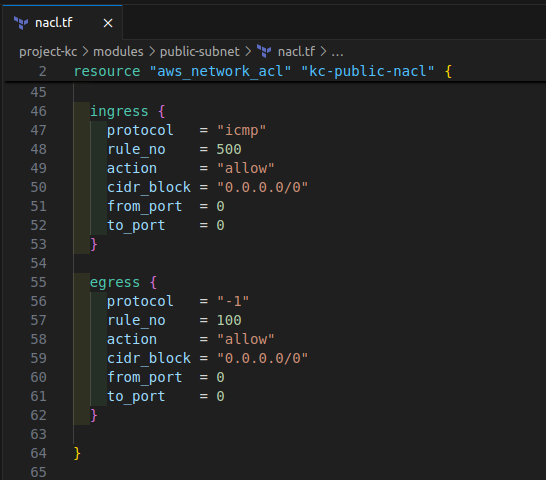 nacl.tf ×
project-kc > modules > public-subnet > nacl.tf > ...
2 resource "aws_network_acl" "kc-public-nacl" {
45
46   ingress {
47     protocol   = "icmp"
48     rule_no    = 500
49     action     = "allow"
50     cidr_block = "0.0.0.0/0"
51     from_port  = 0
52     to_port    = 0
53   }
54
55   egress {
56     protocol   = "-1"
57     rule_no    = 100
58     action     = "allow"
59     cidr_block = "0.0.0.0/0"
60     from_port  = 0
61     to_port    = 0
62   }
63
64 }
65